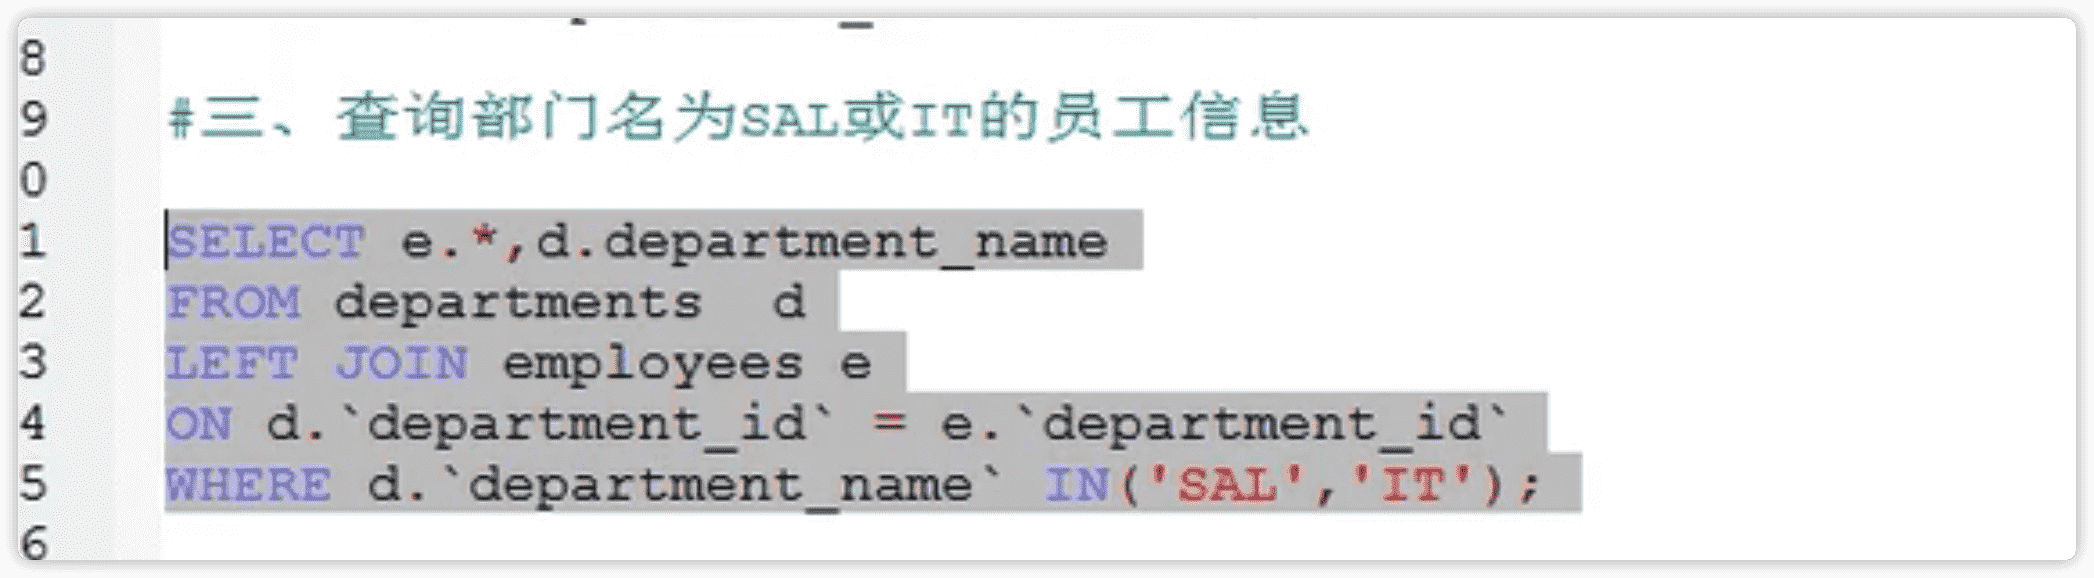 8
9 #三、查询部门名为SAL或IT的员工信息
0
1 SELECT e.*,d.department_name
2 FROM departments  d
3 LEFT JOIN employees e
4 ON d.`department_id` = e.`department_id`
5 WHERE d.`department_name` IN('SAL','IT');
6